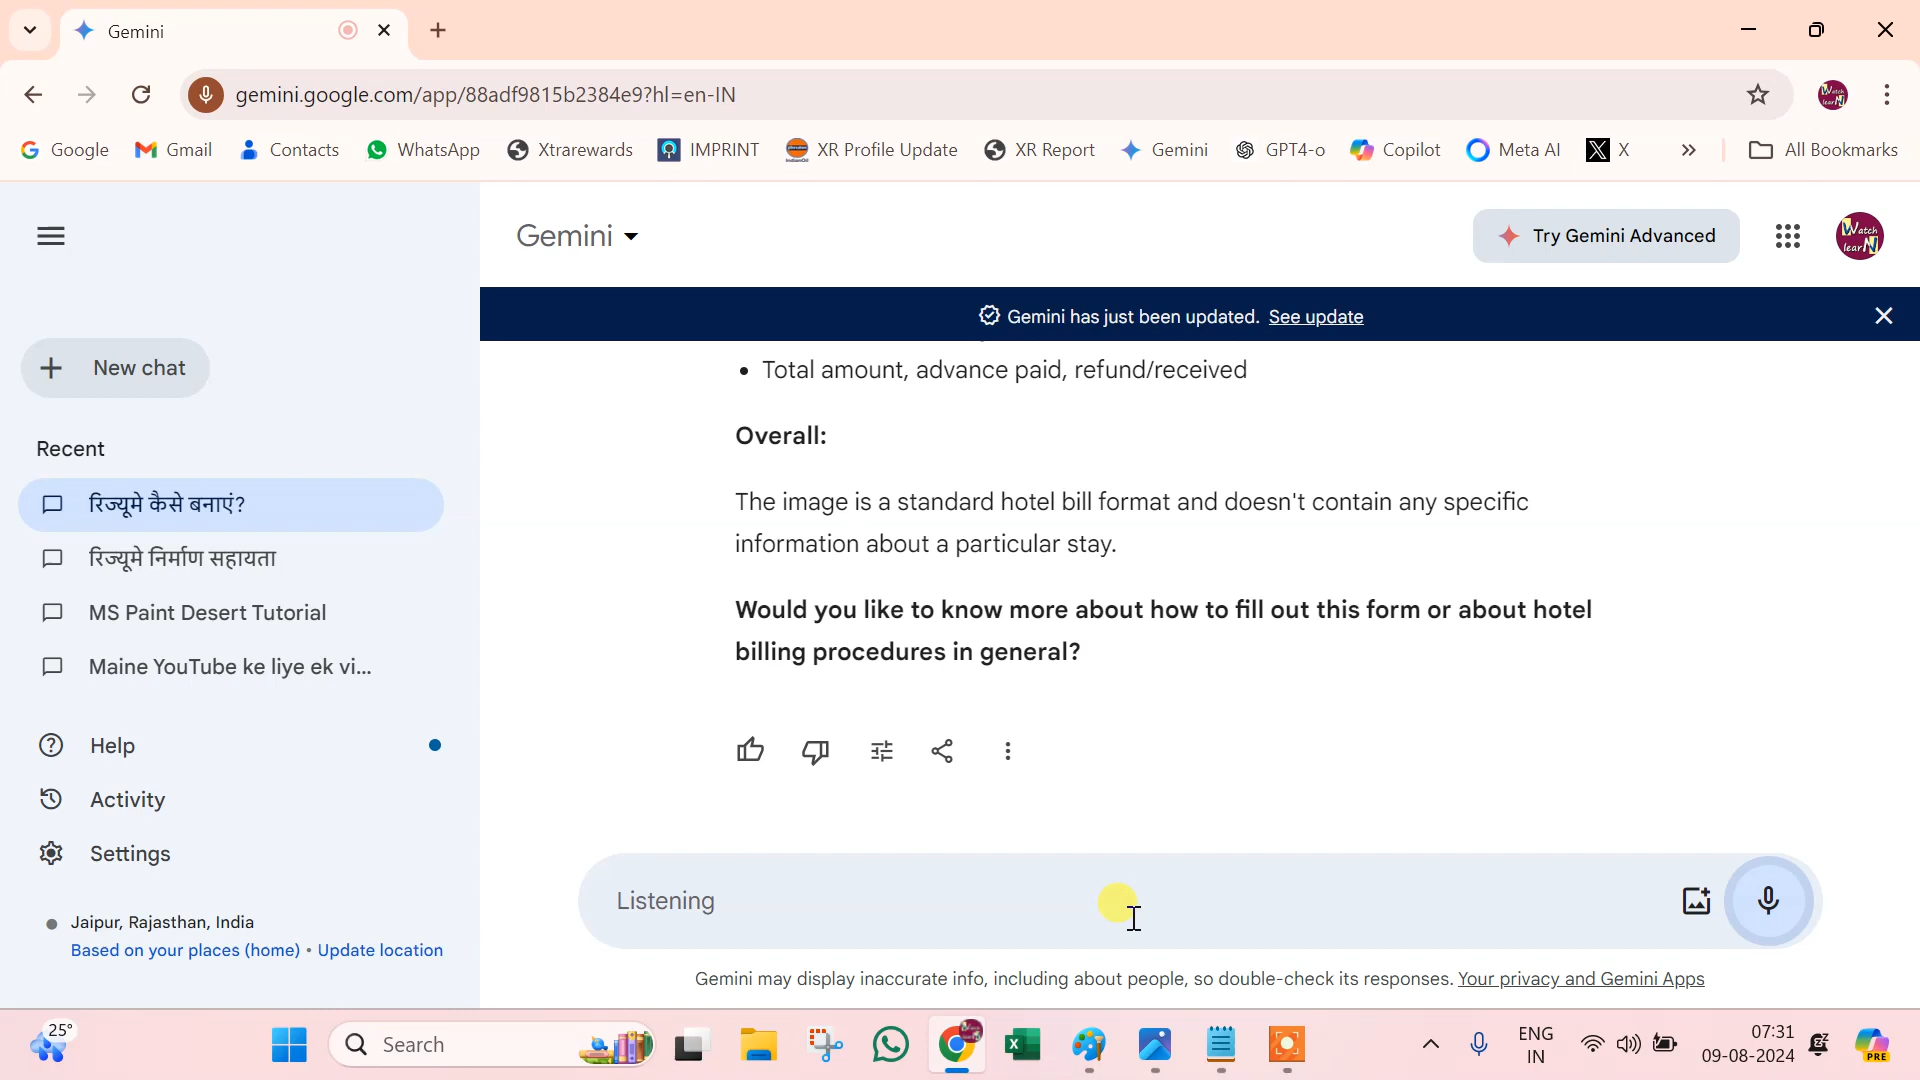 Gemini
gemini.google.com/app/88adf9815b2384e9?hl=en-IN
Google
Gmail
Contacts
WhatsApp
Xtrarewards
IMPRINT
XR Profile Update
XR Report
Gemini
GPT4-o
Copilot
Meta AI
X
All Bookmarks
Gemini
Try Gemini Advanced
Watch
learN
Gemini has just been updated. See update
New chat
Recent
रिज्यूमे कैसे बनाएं?
रिज्यूमे निर्माण सहायता
MS Paint Desert Tutorial
Maine YouTube ke liye ek vi...
Help
Activity
Settings
Jaipur, Rajasthan, India
Based on your places (home) • Update location
• Total amount, advance paid, refund/received
Overall:
The image is a standard hotel bill format and doesn't contain any specific
information about a particular stay.
Would you like to know more about how to fill out this form or about hotel
billing procedures in general?
Listening
Gemini may display inaccurate info, including about people, so double-check its responses. Your privacy and Gemini Apps
25°
Search
ENG
IN
07:31
09-08-2024
PRE